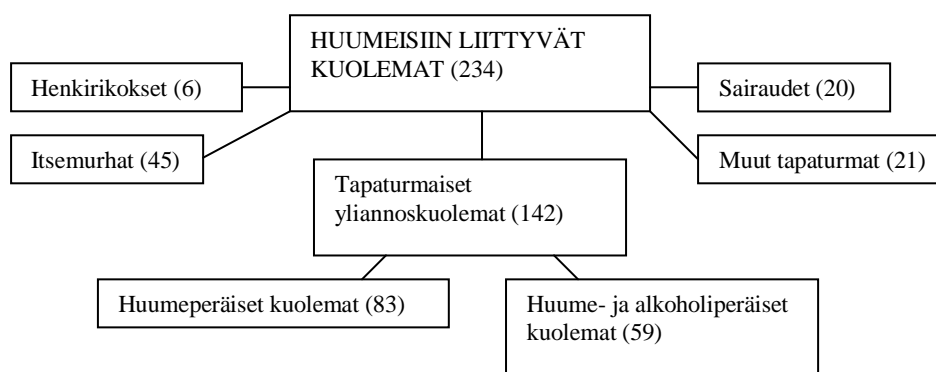 HUUMEISIIN LIITTYVÄT
KUOLEMAT (234)
Henkirikokset (6)
Sairaudet (20)
Itsemurhat (45)
Muut tapaturmat (21)
Tapaturmaiset
yliannoskuolemat (142)
Huumeperäiset kuolemat (83)
Huume- ja alkoholiperäiset
kuolemat (59)